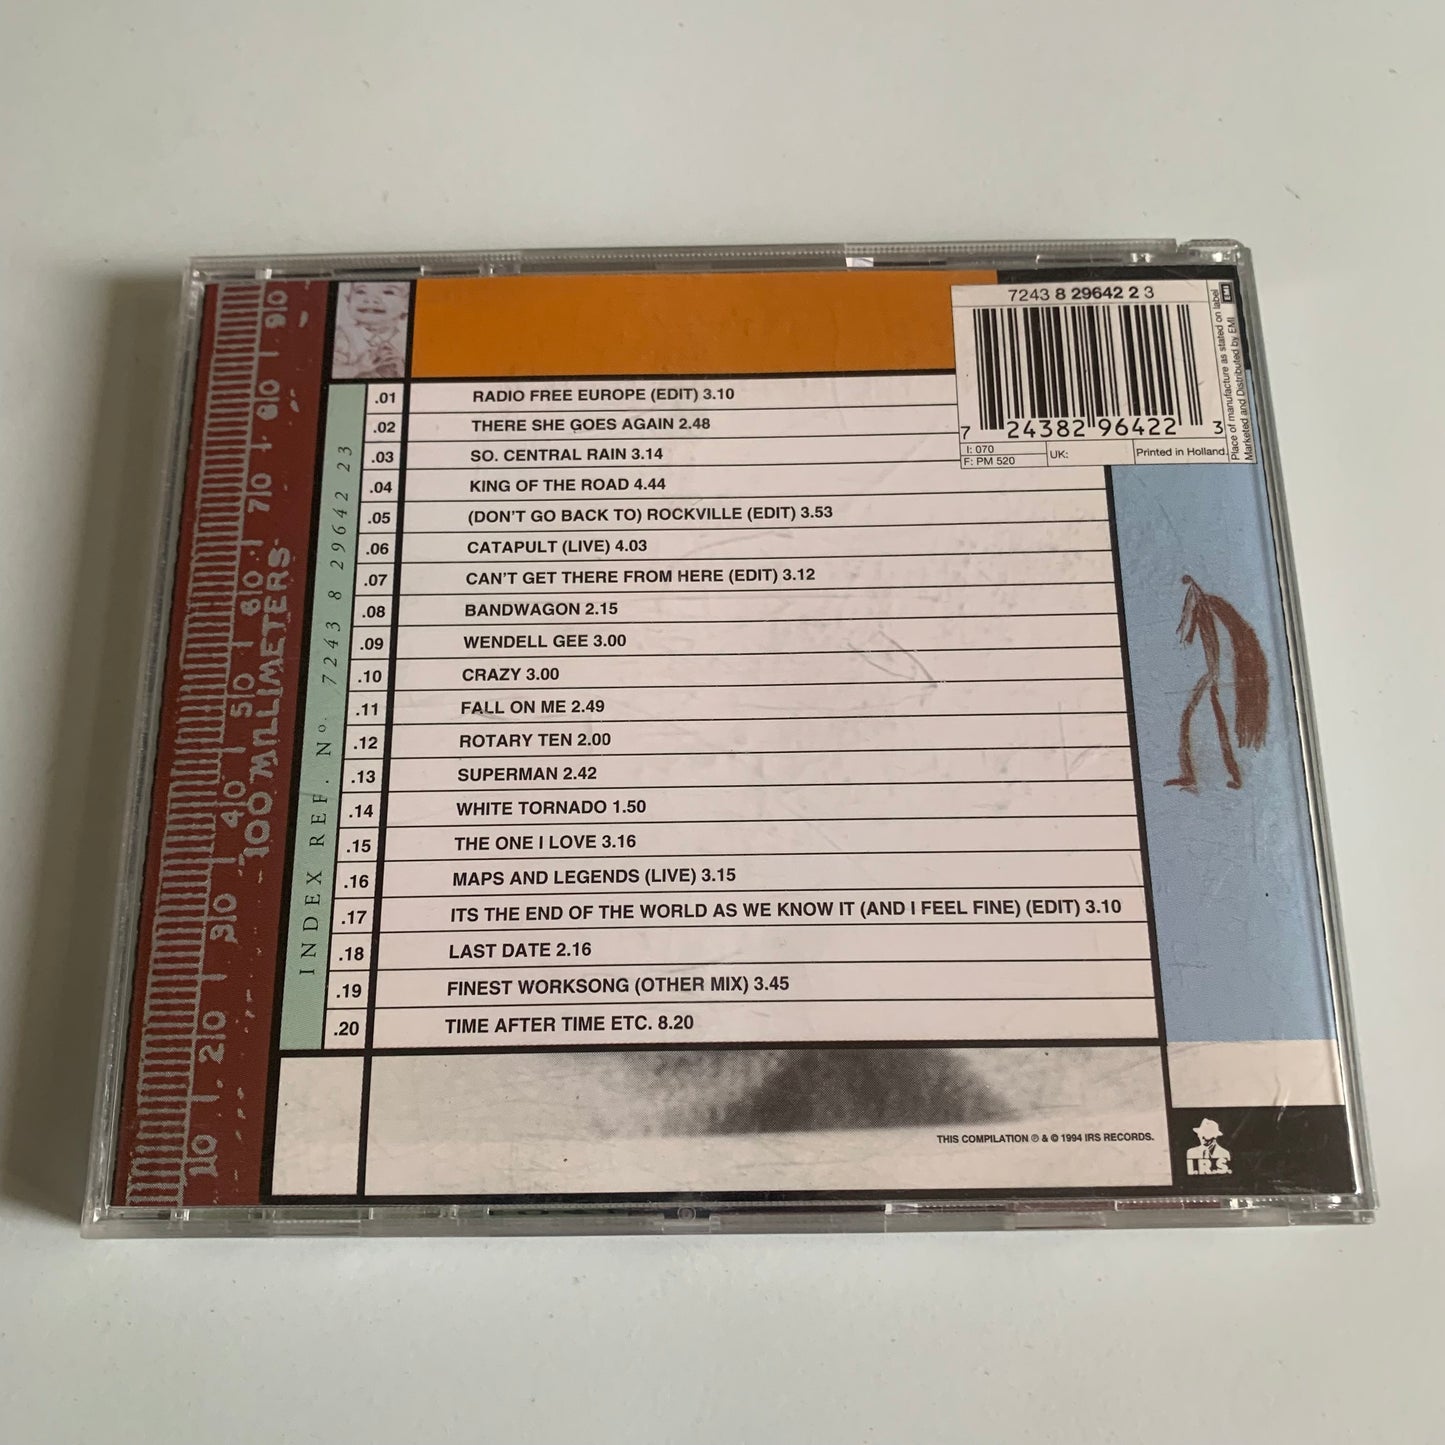 7243 8 29642 2 3
7 24382 96422 3
I: 070
F: PM 520
UK:
Printed in Holland.
Place of manufacture as stated on label
Marketed and Distributed by EMI
EMI
.01 RADIO FREE EUROPE (EDIT) 3.10
.02 THERE SHE GOES AGAIN 2.48
.03 SO. CENTRAL RAIN 3.14
.04 KING OF THE ROAD 4.44
.05 (DON'T GO BACK TO) ROCKVILLE (EDIT) 3.53
.06 CATAPULT (LIVE) 4.03
.07 CAN'T GET THERE FROM HERE (EDIT) 3.12
.08 BANDWAGON 2.15
.09 WENDELL GEE 3.00
.10 CRAZY 3.00
.11 FALL ON ME 2.49
.12 ROTARY TEN 2.00
.13 SUPERMAN 2.42
.14 WHITE TORNADO 1.50
.15 THE ONE I LOVE 3.16
.16 MAPS AND LEGENDS (LIVE) 3.15
.17 ITS THE END OF THE WORLD AS WE KNOW IT (AND I FEEL FINE) (EDIT) 3.10
.18 LAST DATE 2.16
.19 FINEST WORKSONG (OTHER MIX) 3.45
.20 TIME AFTER TIME ETC. 8.20
INDEX REF. Nº. 7243 8 29642 23
10 20 30 40 50 60 70 80 90
100 MILLIMETERS
THIS COMPILATION ℗ & © 1994 IRS RECORDS.
I.R.S.